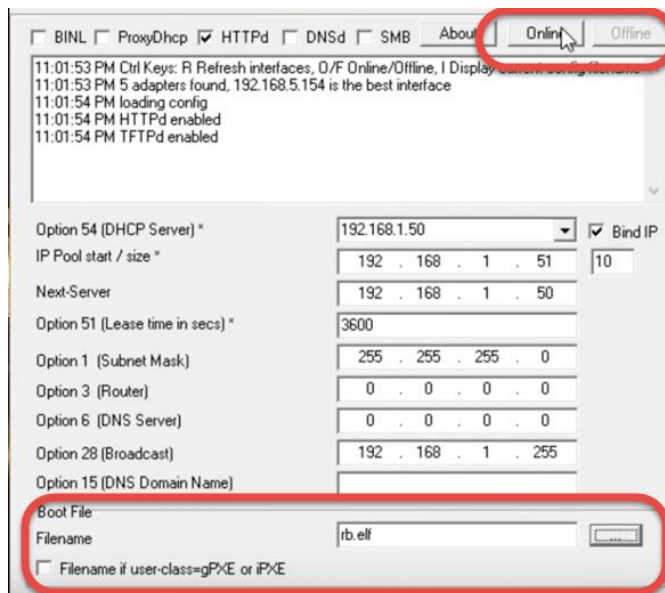 BINL ProxyDhcp HTTPd DNSd SMB About Online Offline
11:01:53 PM Ctrl Keys: R Refresh interfaces, O/F Online/Offline, I Display current config filename
11:01:53 PM 5 adapters found, 192.168.5.154 is the best interface
11:01:54 PM loading config
11:01:54 PM HTTPd enabled
11:01:54 PM TFTPd enabled
Option 54 (DHCP Server) * 192.168.1.50 Bind IP
IP Pool start / size * 192 . 168 . 1 . 51 10
Next-Server 192 . 168 . 1 . 50
Option 51 (Lease time in secs) * 3600
Option 1 (Subnet Mask) 255 . 255 . 255 . 0
Option 3 (Router) 0 . 0 . 0 . 0
Option 6 (DNS Server) 0 . 0 . 0 . 0
Option 28 (Broadcast) 192 . 168 . 1 . 255
Option 15 (DNS Domain Name)
Boot File
Filename rb.elf ...
Filename if user-class=gPXE or iPXE